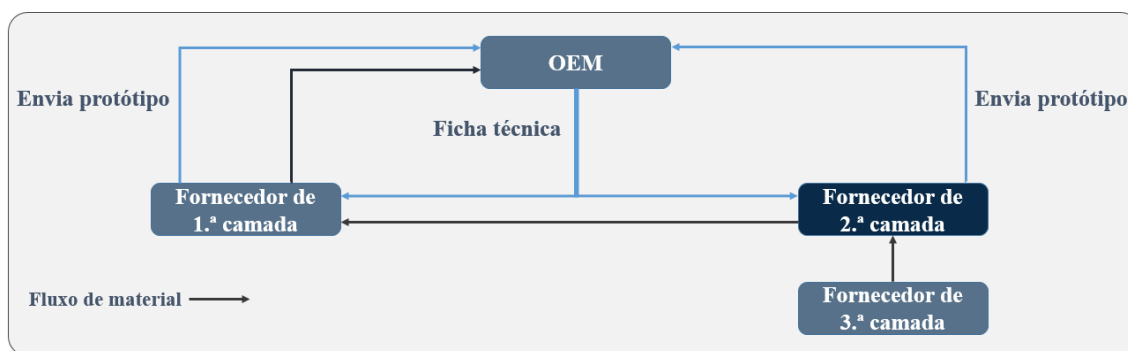 OEM
Envia protótipo
Envia protótipo
Ficha técnica
Fornecedor de
1.ª camada
Fornecedor de
2.ª camada
Fluxo de material
Fornecedor de
3.ª camada